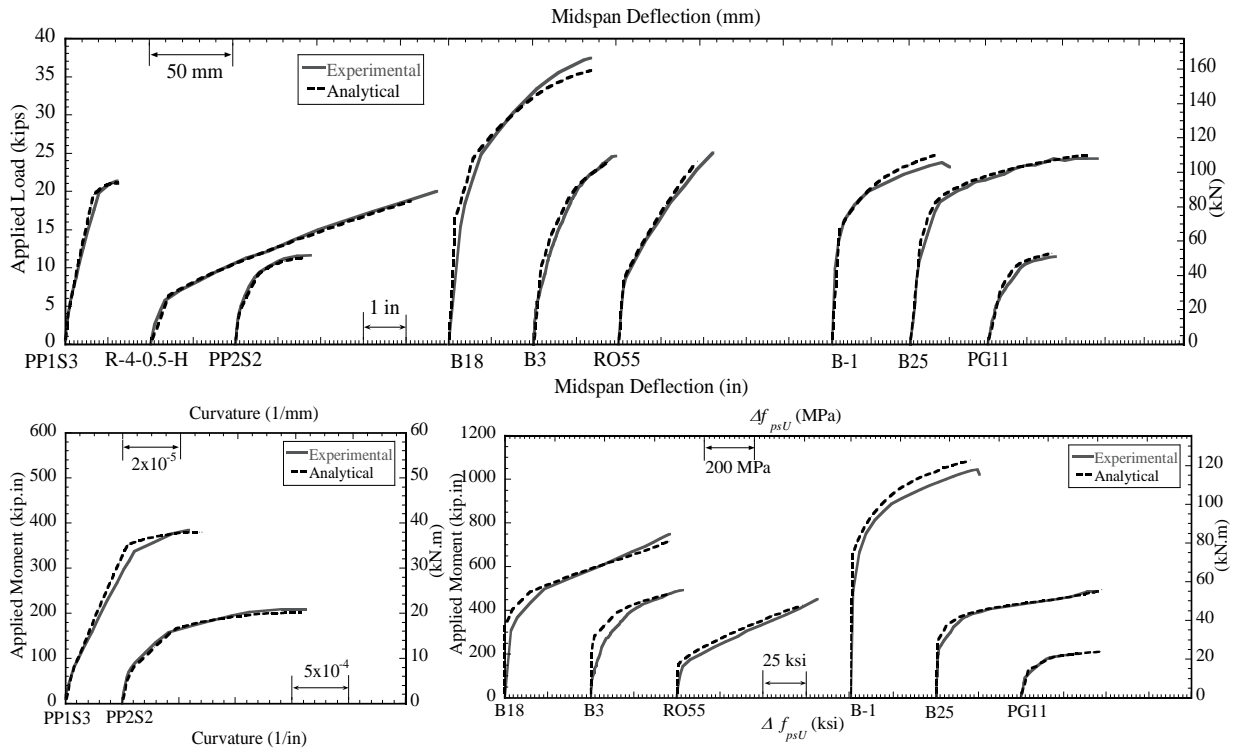 Midspan Deflection (mm)
Applied Load (kips)
40
35
30
25
20
15
10
5
0
50 mm
Experimental
Analytical
1 in
160
140
120
100
80
60
40
20
0
(kN)
PP1S3 R-4-0.5-H PP2S2 B18 B3 RO55 B-1 B25 PG11
Midspan Deflection (in)
Curvature (1/mm)
Applied Moment (kip.in)
600
500
400
300
200
100
0
2x10-5
Experimental
Analytical
5x10-4
60
50
40
30
20
10
0
(kN.m)
PP1S3 PP2S2
Curvature (1/in)
Δf psU (MPa)
Applied Moment (kip.in)
1200
1000
800
600
400
200
0
200 MPa
Experimental
Analytical
25 ksi
120
100
80
60
40
20
0
(kN.m)
B18 B3 RO55 B-1 B25 PG11
Δ f psU (ksi)